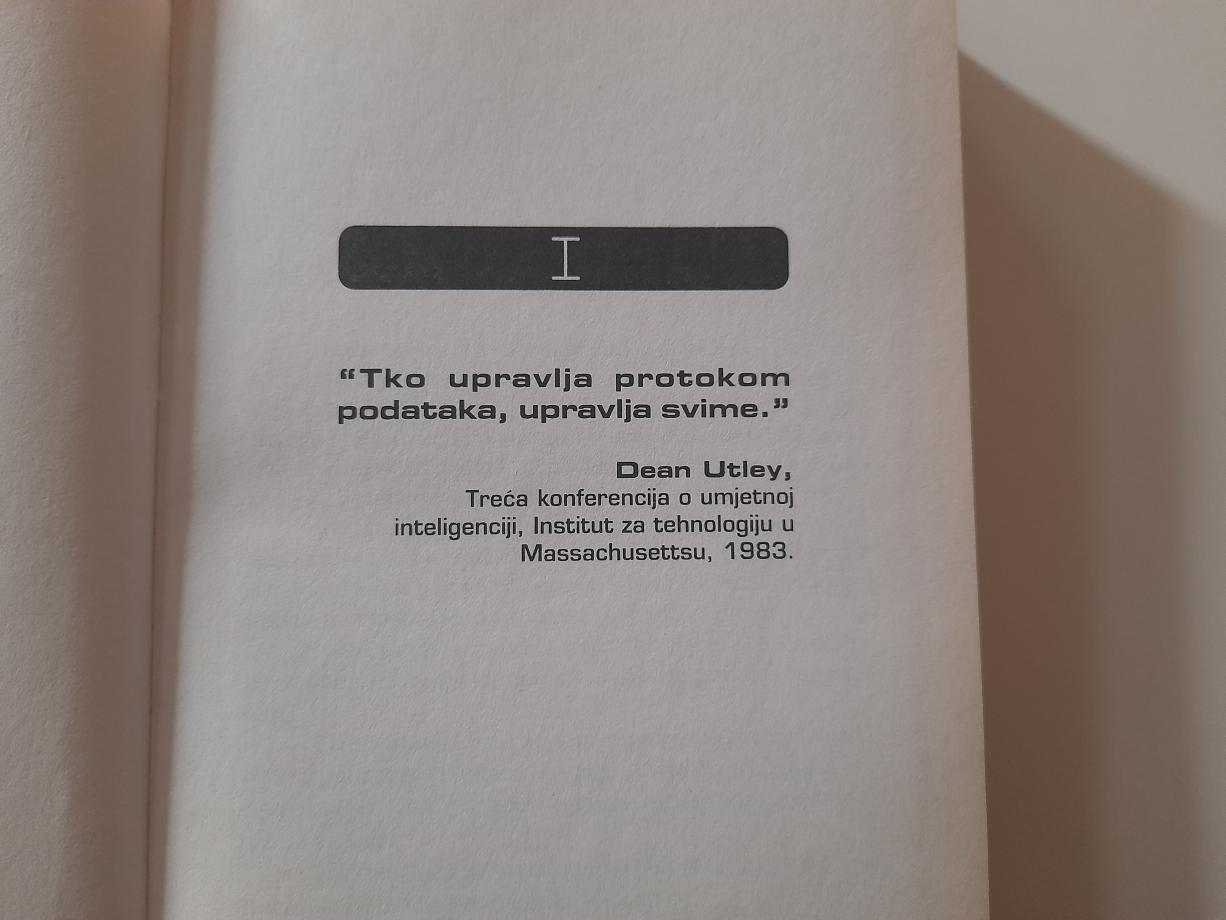 I
“Tko upravlja protokom
podataka, upravlja svime.”
Dean Utley,
Treća konferencija o umjetnoj
inteligenciji, Institut za tehnologiju u
Massachusettsu, 1983.